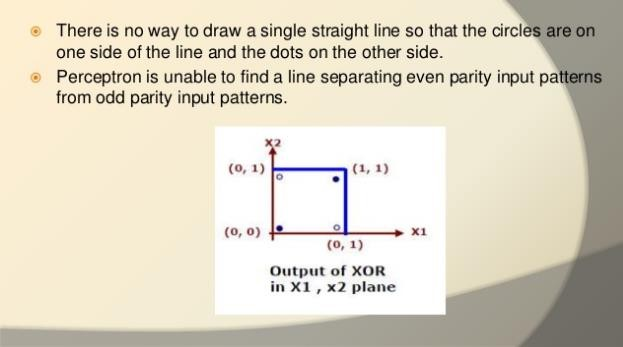 There is no way to draw a single straight line so that the circles are on
one side of the line and the dots on the other side.
Perceptron is unable to find a line separating even parity input patterns
from odd parity input patterns.
X2
(0, 1)
(1, 1)
(0, 0)
X1
(0, 1)
Output of XOR
in X1 , x2 plane